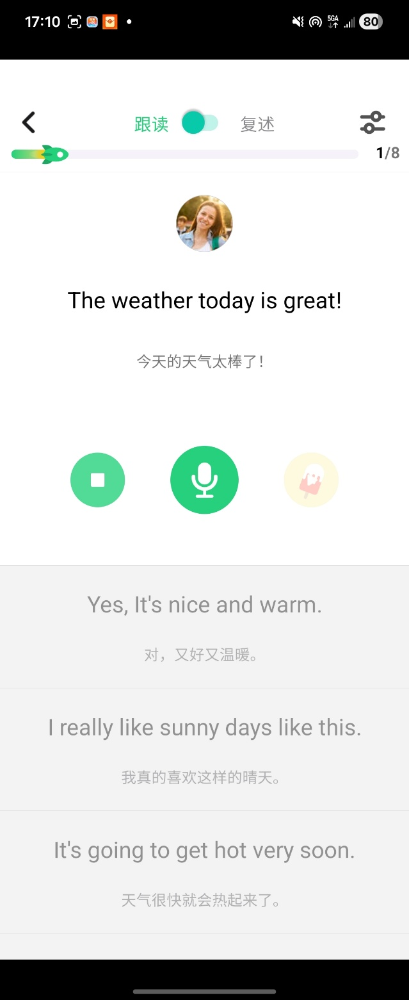 17:10
5GA
80
跟读
复述
1/8
The weather today is great!
今天的天气太棒了!
Yes, It's nice and warm.
对，又好又温暖。
I really like sunny days like this.
我真的喜欢这样的晴天。
It's going to get hot very soon.
天气很快就会热起来了。